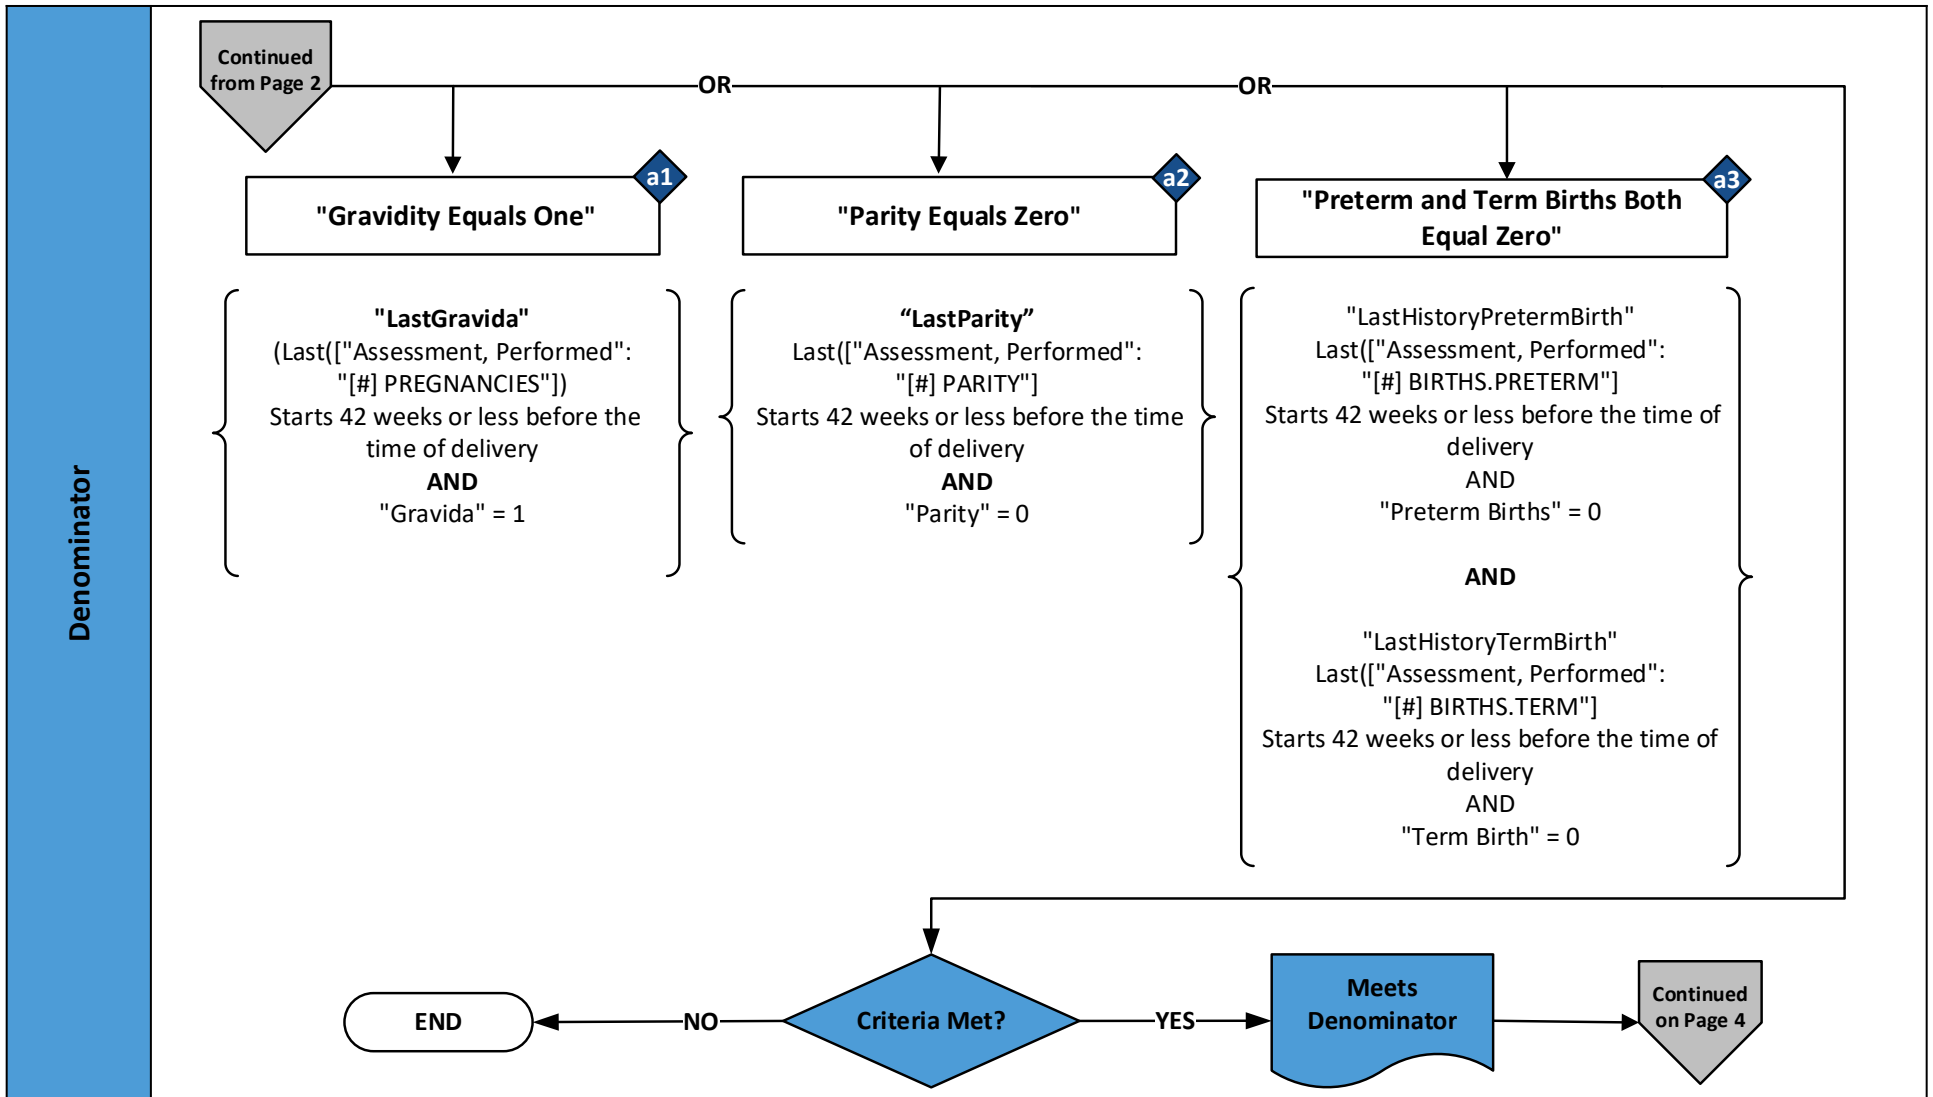 Denominator
Continued
from Page 2
OR
OR
a1
"Gravidity Equals One"
"LastGravida"
(Last(["Assessment, Performed":
"[#] PREGNANCIES"])
Starts 42 weeks or less before the
time of delivery
AND
"Gravida" = 1
a2
"Parity Equals Zero"
“LastParity”
Last(["Assessment, Performed":
"[#] PARITY"]
Starts 42 weeks or less before the time
of delivery
AND
"Parity" = 0
a3
"Preterm and Term Births Both
Equal Zero"
"LastHistoryPretermBirth"
Last(["Assessment, Performed":
"[#] BIRTHS.PRETERM"]
Starts 42 weeks or less before the time of
delivery
AND
"Preterm Births" = 0
AND
"LastHistoryTermBirth"
Last(["Assessment, Performed":
"[#] BIRTHS.TERM"]
Starts 42 weeks or less before the time of
delivery
AND
"Term Birth" = 0
END
NO
Criteria Met?
YES
Meets
Denominator
Continued
on Page 4